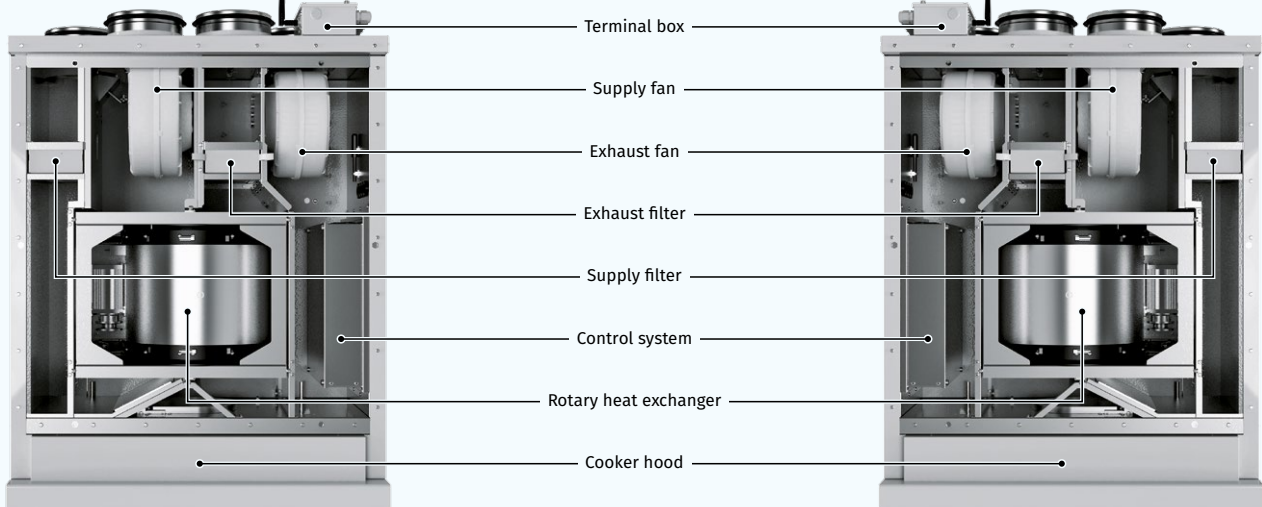 Terminal box
Supply fan
Exhaust fan
Exhaust filter
Supply filter
Control system
Rotary heat exchanger
Cooker hood